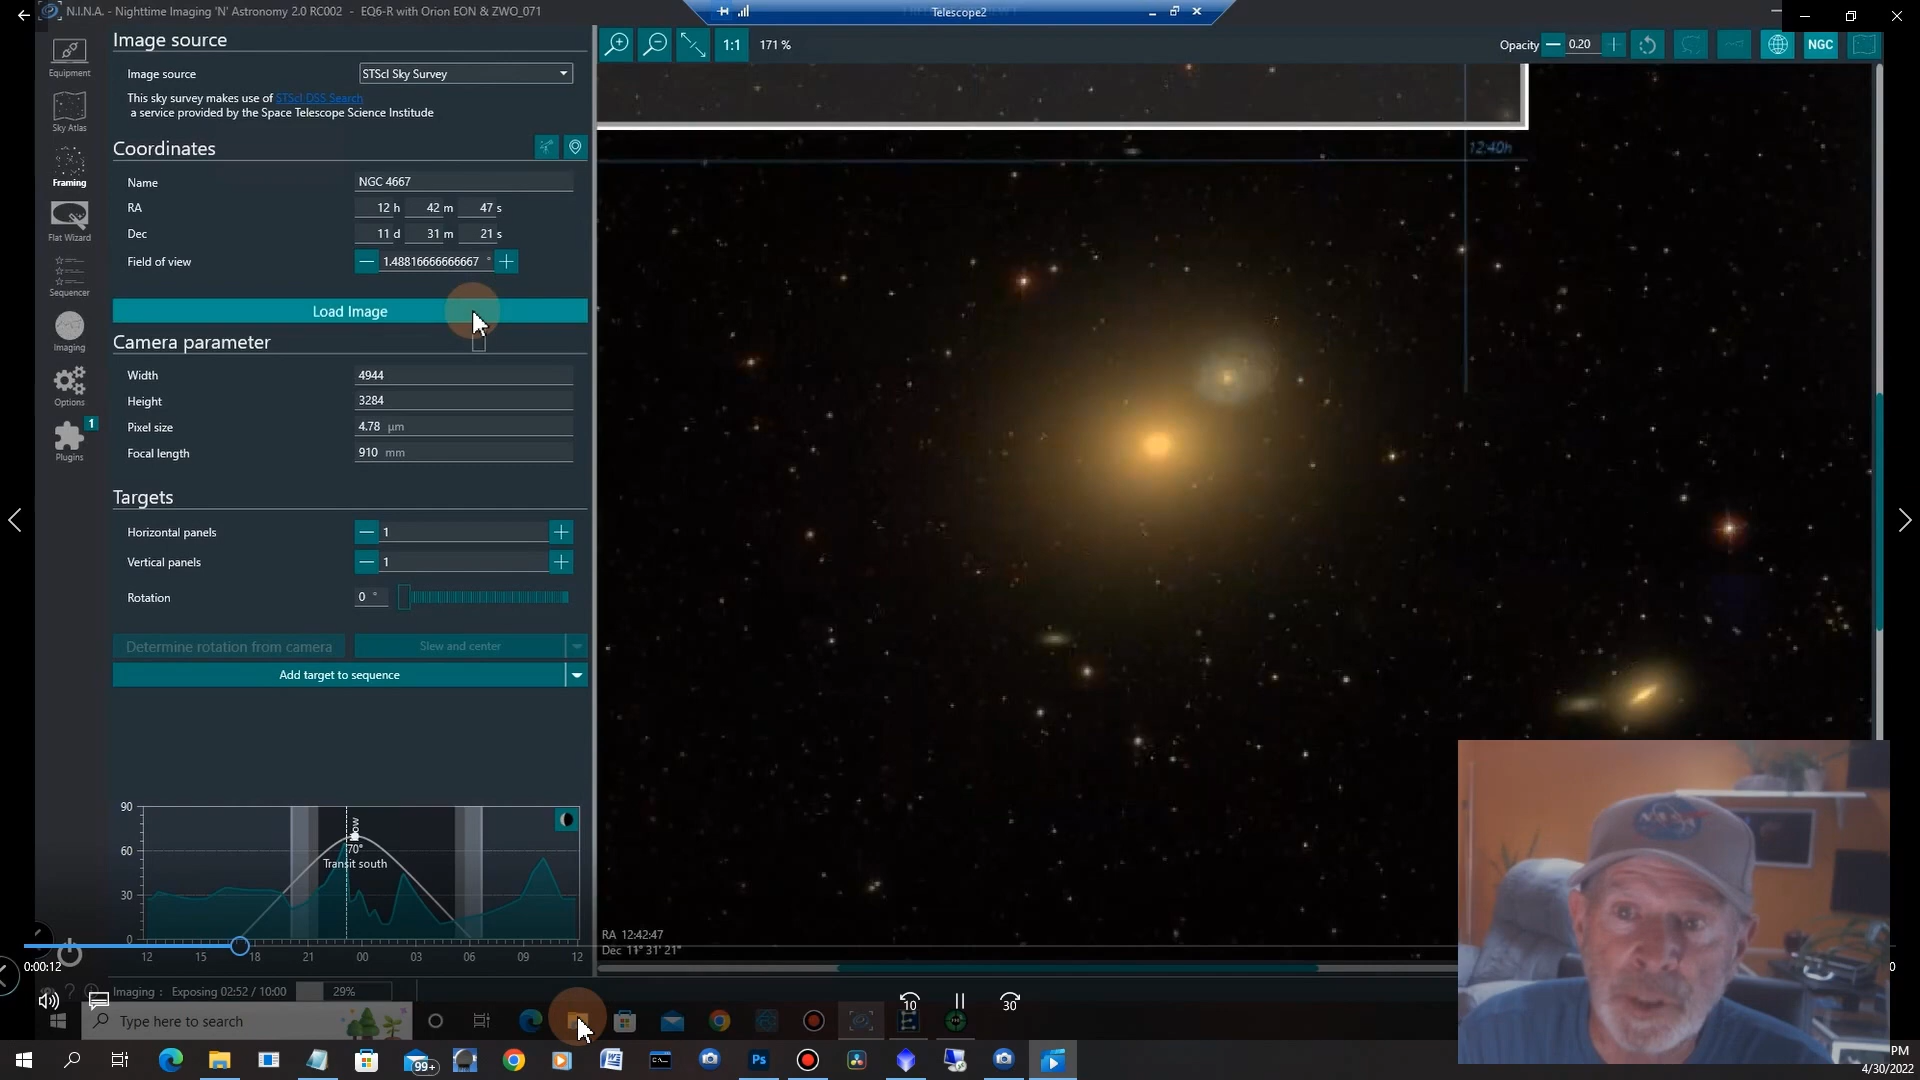 N.I.N.A. - Nighttime Imaging 'N' Astronomy 2.0 RC002 - EQ6-R with Orion EON & ZWO_071
Telescope2
Image source
Equipment
Image source
STScI Sky Survey
This sky survey makes use of STScI DSS Search
a service provided by the Space Telescope Science Institude
Sky Atlas
Coordinates
Framing
Name
NGC 4667
RA
12 h 42 m 47 s
Dec
11 d 31 m 21 s
Flat Wizard
Field of view
1.48816666666667 °
Sequencer
Load Image
Imaging
Camera parameter
Width
4944
Height
3284
Options
Pixel size
4.78 µm
1
Focal length
910 mm
Plugins
Targets
Horizontal panels
1
Vertical panels
1
Rotation
0 °
Determine rotation from camera
Slew and center
Add target to sequence
90
60
30
0
Now
70°
Transit south
12 15 18 21 00 03 06 09 12
1:1
171 %
Opacity
0.20
NGC
12:40h
RA 12:42:47
Dec 11° 31' 21"
0:00:12
Imaging : Exposing 02:52 / 10:00
29%
10
30
Type here to search
99+
Ps
PM
4/30/2022